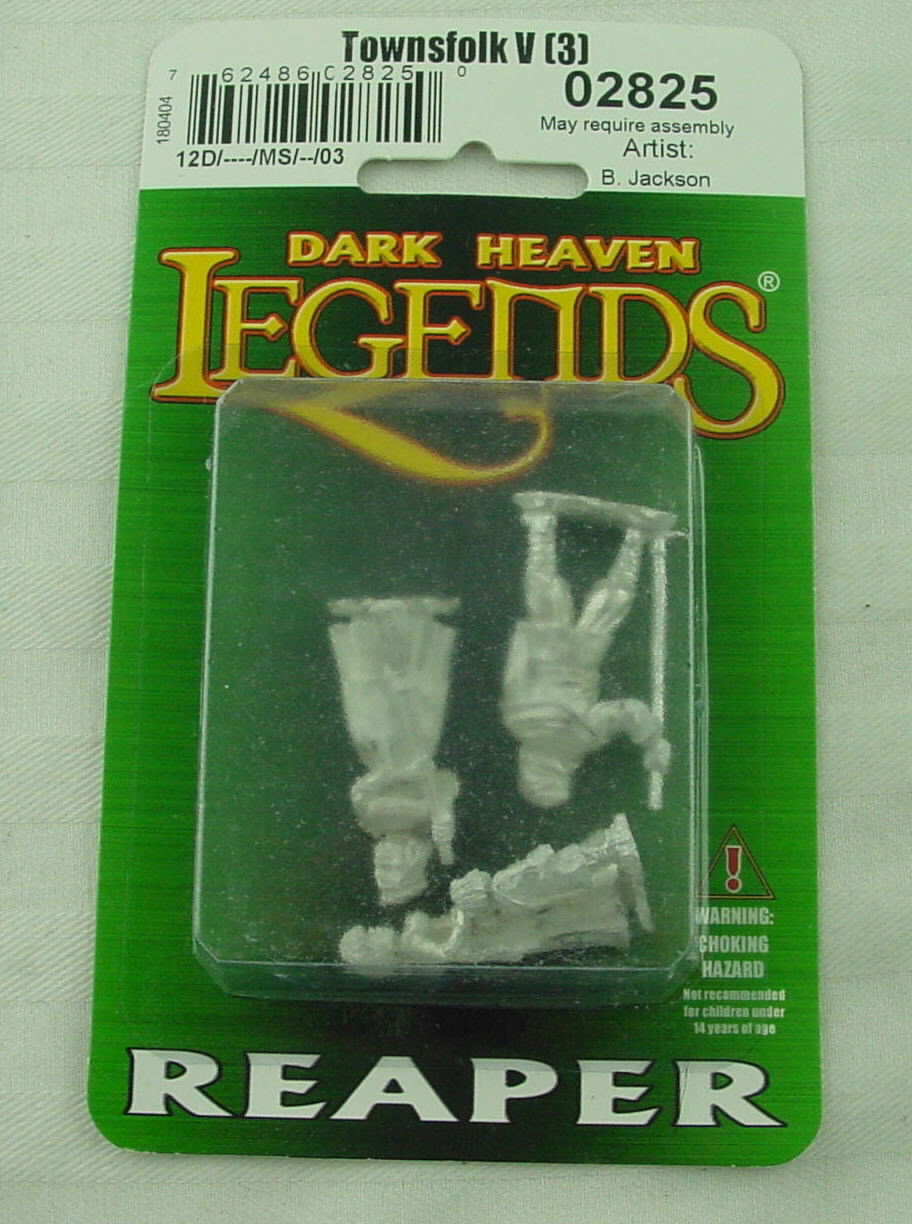 Townsfolk V (3)
7 62486 02825 0
02825
180404
May require assembly
12D/----/MS/--/03
Artist:
B. Jackson
DARK HEAVEN
LEGENDS®
WARNING:
CHOKING
HAZARD
Not recommended
for children under
14 years of age
REAPER